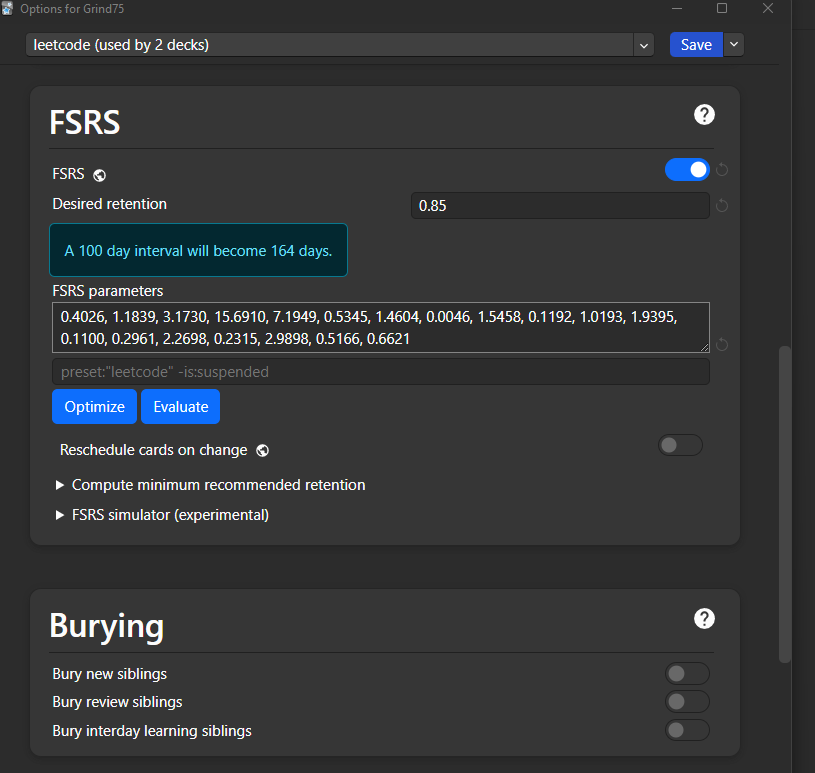 Options for Grind75
leetcode (used by 2 decks)
Save
FSRS
FSRS
Desired retention
0.85
A 100 day interval will become 164 days.
FSRS parameters
0.4026, 1.1839, 3.1730, 15.6910, 7.1949, 0.5345, 1.4604, 0.0046, 1.5458, 0.1192, 1.0193, 1.9395,
0.1100, 0.2961, 2.2698, 0.2315, 2.9898, 0.5166, 0.6621
preset:"leetcode" -is:suspended
Optimize
Evaluate
Reschedule cards on change
Compute minimum recommended retention
FSRS simulator (experimental)
Burying
Bury new siblings
Bury review siblings
Bury interday learning siblings